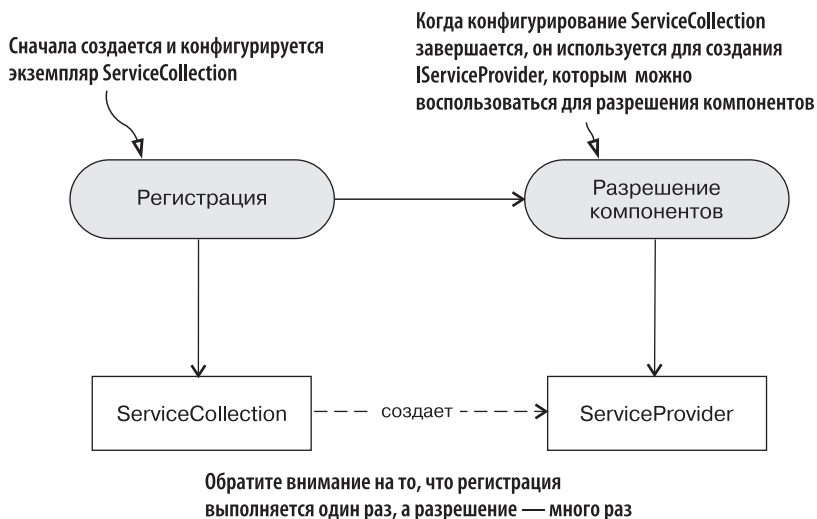 Сначала создается и конфигурируется
экземпляр ServiceCollection
Когда конфигурирование ServiceCollection
завершается, он используется для создания
IServiceProvider, которым можно
воспользоваться для разрешения компонентов
Регистрация
Разрешение
компонентов
ServiceCollection
создает
ServiceProvider
Обратите внимание на то, что регистрация
выполняется один раз, а разрешение — много раз